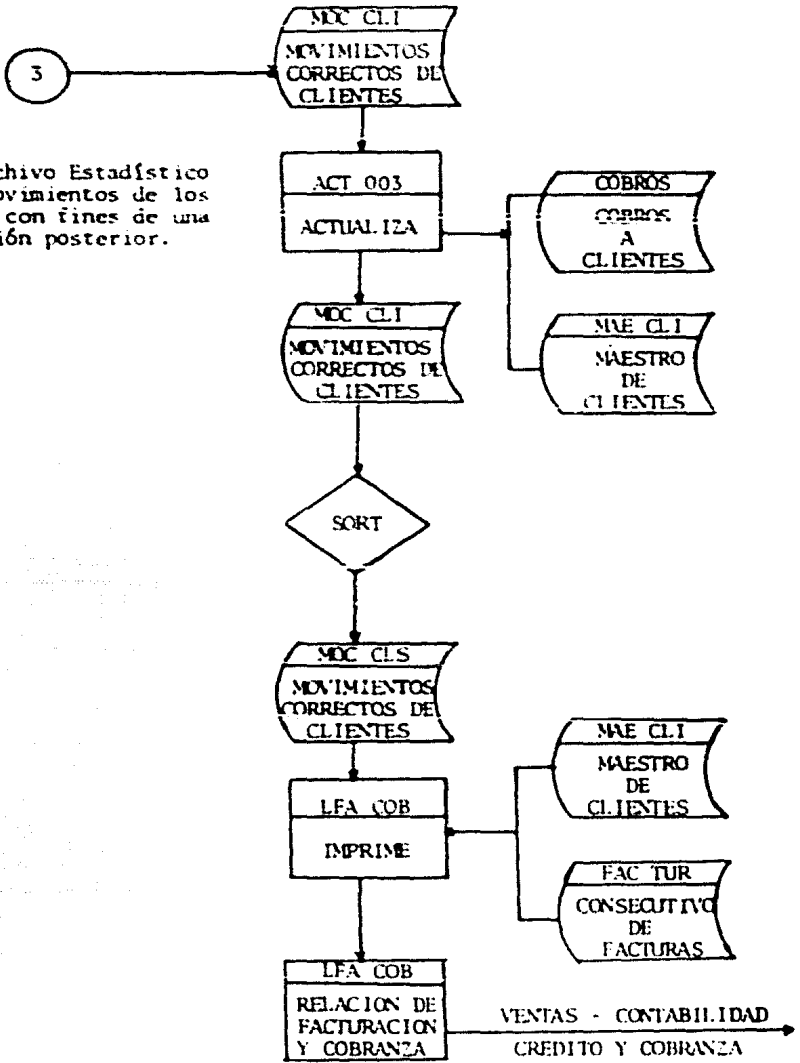 MOC CLI
MOVIMIENTOS
CORRECTOS DE
CLIENTES
3
chivo Estadístico
ovimientos de los
con fines de una
ión posterior.
ACT 003
ACTUALIZA
COBROS
COBROS
A
CLIENTES
MOC CLI
MOVIMIENTOS
CORRECTOS DE
CLIENTES
MAE CLI
MAESTRO
DE
CLIENTES
SORT
MOC CLS
MOVIMIENTOS
CORRECTOS DE
CLIENTES
MAE CLI
MAESTRO
DE
CLIENTES
LFA COB
IMPRIME
FAC TUR
CONSECUTIVO
DE
FACTURAS
LFA COB
RELACION DE
FACTURACION
Y COBRANZA
VENTAS - CONTABILIDAD
CREDITO Y COBRANZA